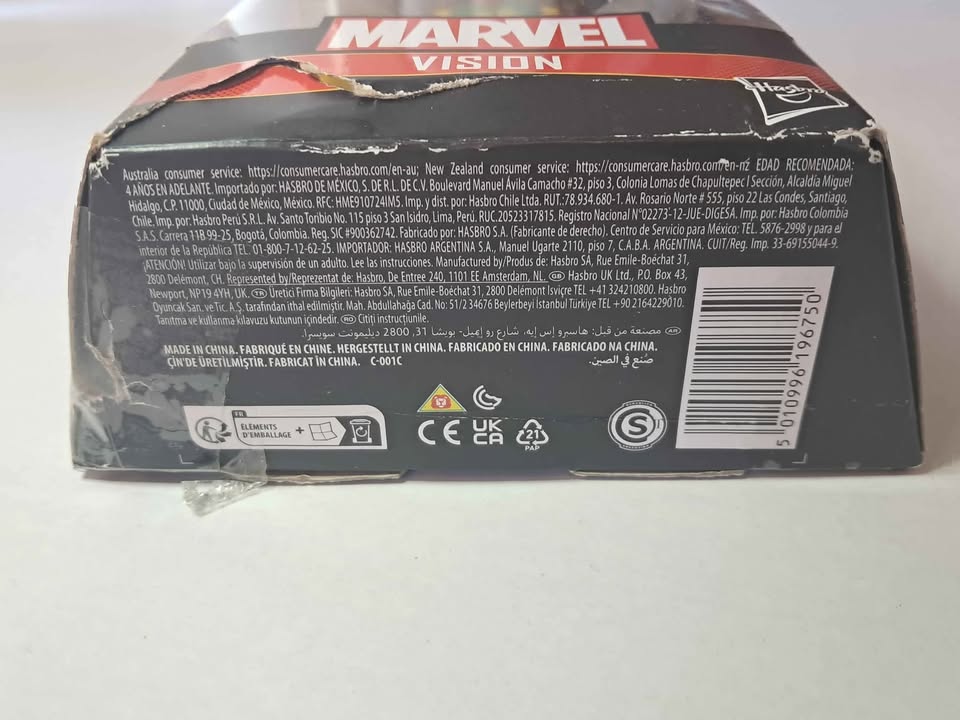 MARVEL
VISION
Hasbro
Australia consumer service: https://consumercare.hasbro.com/en-au; New Zealand consumer service: https://consumercare.hasbro.com/en-nz EDAD RECOMENDADA:
4 AÑOS EN ADELANTE. Importado por: HASBRO DE MÉXICO, S. DE R.L. DE C.V. Boulevard Manuel Ávila Camacho #32, piso 3, Colonia Lomas de Chapultepec I Sección, Alcaldía Miguel
Hidalgo, C.P. 11000, Ciudad de México, México. RFC: HME910724IM5. Imp. y dist. por: Hasbro Chile Ltda. RUT.:78.934.680-1. Av. Rosario Norte # 555, piso 22 Las Condes, Santiago,
Chile. Imp. por: Hasbro Perú S.R.L. Av. Santo Toribio No. 115 piso 3 San Isidro, Lima, Perú. RUC.20523317815. Registro Nacional N°02273-12-JUE-DIGESA. Imp. por: Hasbro Colombia
S.A.S. Carrera 11B 99-25, Bogotá, Colombia. Reg. SIC #900362742. Fabricado por: HASBRO S.A. (Fabricante de derecho). Centro de Servicio para México: TEL. 5876-2998 y para el
interior de la República TEL. 01-800-7-12-62-25. IMPORTADOR: HASBRO ARGENTINA S.A., Manuel Ugarte 2110, piso 7, C.A.B.A. ARGENTINA. CUIT/Reg. Imp. 33-69155044-9.
¡ATENCIÓN! Utilizar bajo la supervisión de un adulto. Lee las instrucciones. Manufactured by/Produs de: Hasbro SA, Rue Emile-Boéchat 31,
2800 Delémont, CH. Represented by/Reprezentat de: Hasbro, De Entree 240, 1101 EE Amsterdam, NL. GB Hasbro UK Ltd., P.O. Box 43,
Newport, NP19 4YH, UK. TR Üretici Firma Bilgileri: Hasbro SA, Rue Emile-Boéchat 31, 2800 Delémont İsviçre TEL +41 324210800. Hasbro
Oyuncak San. ve Tic. A.Ş. tarafından ithal edilmiştir. Mah. Abdullahağa Cad. No: 51/2 34676 Beylerbeyi İstanbul Türkiye TEL +90 2164229010.
Tanıtma ve kullanma kılavuzu kutunun içindedir. RO Citiţi instrucţiunile.
AR مصنعة من قبل: هاسبرو إس إيه، شارع رو إميل- بويشا 31، 2800 ديليمونت سويسرا.
MADE IN CHINA. FABRIQUÉ EN CHINE. HERGESTELLT IN CHINA. FABRICADO EN CHINA. FABRICADO NA CHINA.
ÇİN'DE ÜRETİLMİŞTİR. FABRICAT ÎN CHINA. C-001C
صُنع في الصين.
FR
ÉLÉMENTS
D'EMBALLAGE +
CE
UK
CA
21
PAP
S
5 010996 196750